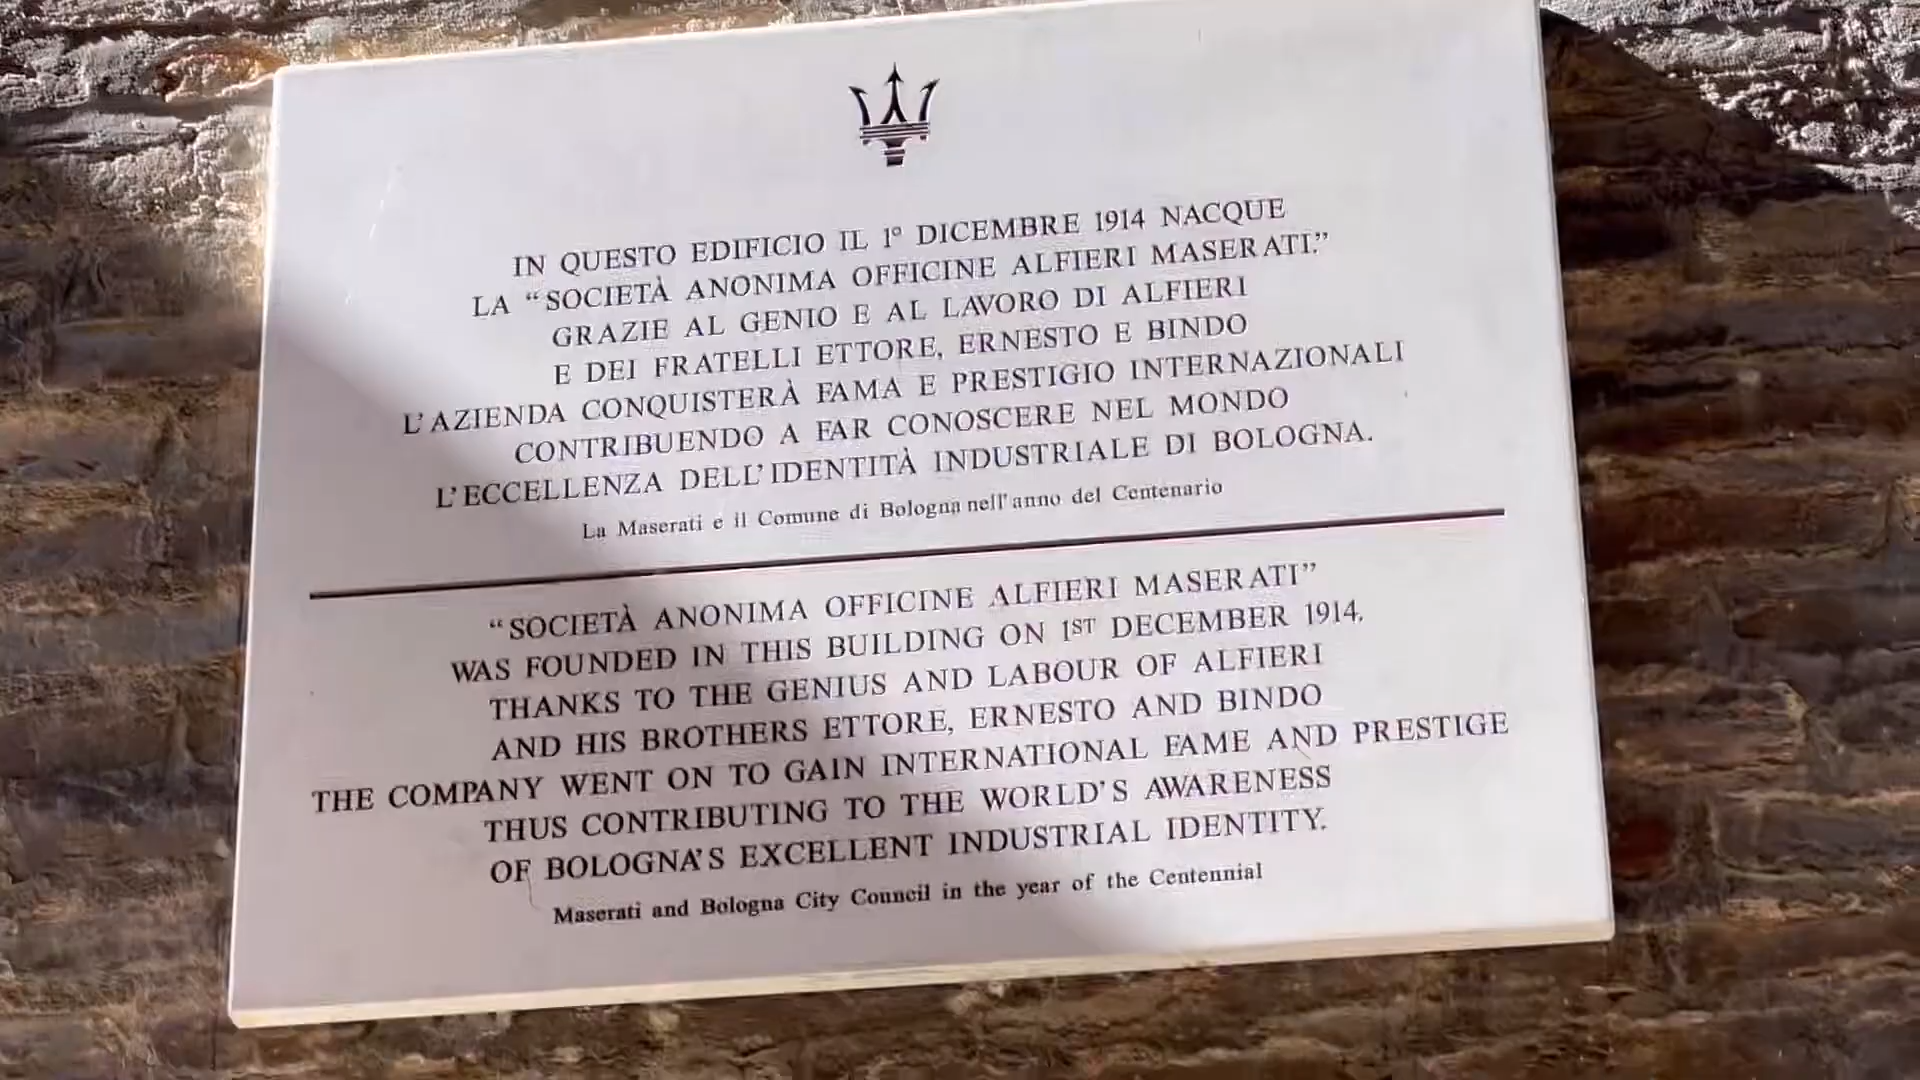 IN QUESTO EDIFICIO IL 1° DICEMBRE 1914 NACQUE
LA “SOCIETÀ ANONIMA OFFICINE ALFIERI MASERATI.”
GRAZIE AL GENIO E AL LAVORO DI ALFIERI
E DEI FRATELLI ETTORE, ERNESTO E BINDO
L’AZIENDA CONQUISTERÀ FAMA E PRESTIGIO INTERNAZIONALI
CONTRIBUENDO A FAR CONOSCERE NEL MONDO
L’ECCELLENZA DELL’IDENTITÀ INDUSTRIALE DI BOLOGNA.
La Maserati e il Comune di Bologna nell’anno del Centenario
“SOCIETÀ ANONIMA OFFICINE ALFIERI MASERATI”
WAS FOUNDED IN THIS BUILDING ON 1ST DECEMBER 1914.
THANKS TO THE GENIUS AND LABOUR OF ALFIERI
AND HIS BROTHERS ETTORE, ERNESTO AND BINDO
THE COMPANY WENT ON TO GAIN INTERNATIONAL FAME AND PRESTIGE
THUS CONTRIBUTING TO THE WORLD’S AWARENESS
OF BOLOGNA’S EXCELLENT INDUSTRIAL IDENTITY.
Maserati and Bologna City Council in the year of the Centennial